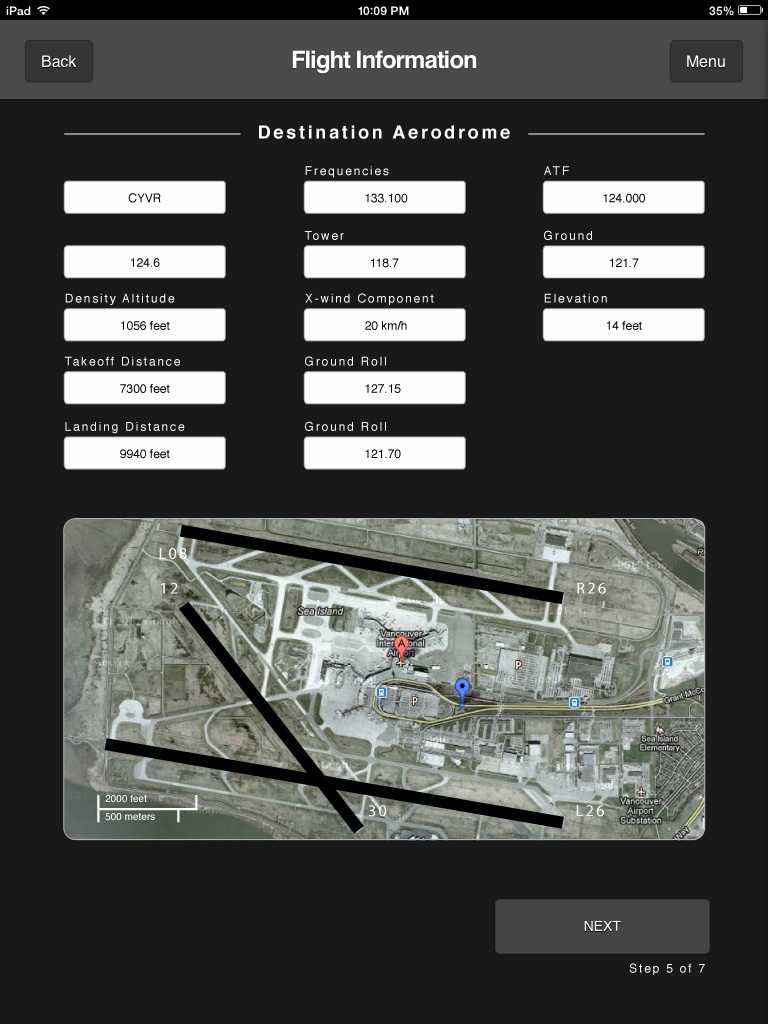 iPad 10:09 PM 35%
Back Flight Information Menu
Destination Aerodrome
Frequencies ATF
CYVR 133.100 124.000
Tower Ground
124.6 118.7 121.7
Density Altitude X-wind Component Elevation
1056 feet 20 km/h 14 feet
Takeoff Distance Ground Roll
7300 feet 127.15
Landing Distance Ground Roll
9940 feet 121.70
L08
12
R26
Sea Island
Vancouver
International
Airport
A
P
P
Grant McCo
Sea Island
Elementary
2000 feet
500 meters
30
L26
Vancouver
Airport
Substation
Way
NEXT
Step 5 of 7